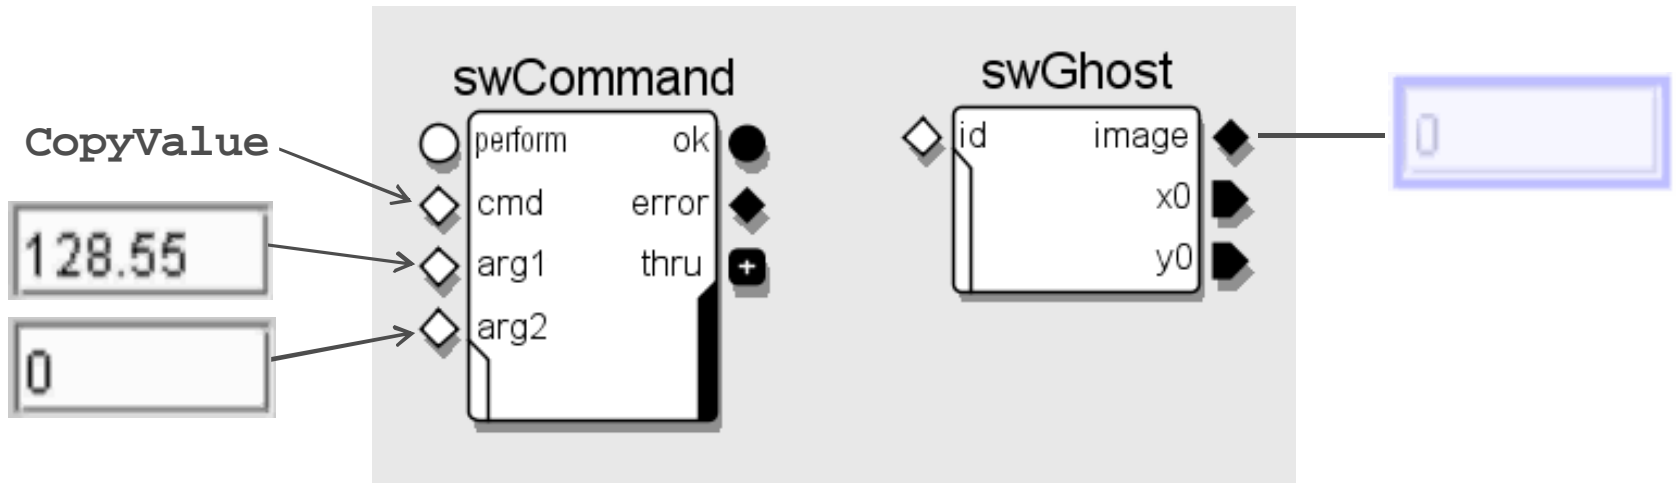 swCommand
swGhost
CopyValue
perform
ok
cmd
error
arg1
thru
+
arg2
128.55
0
id
image
x0
y0
0